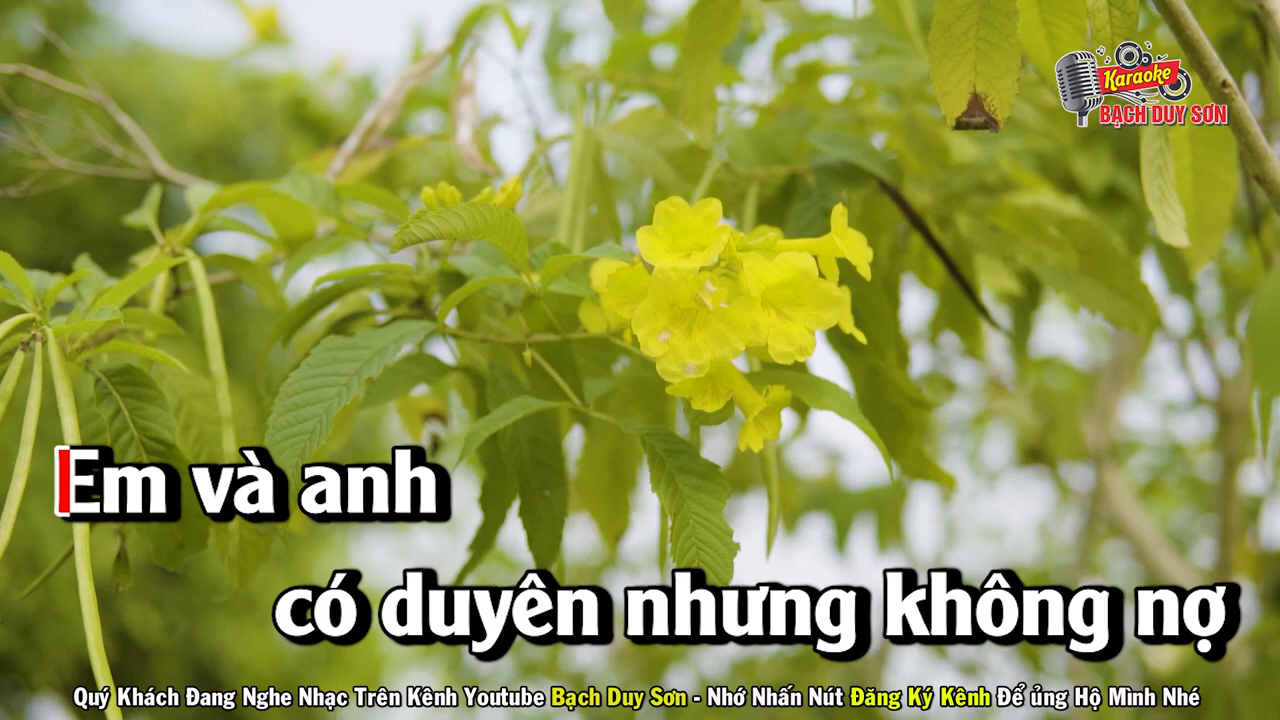 Karaoke
BẠCH DUY SƠN
Em và anh
có duyên nhưng không nợ
Quý Khách Đang Nghe Nhạc Trên Kênh Youtube Bạch Duy Sơn - Nhớ Nhấn Nút Đăng Ký Kênh Để ủng Hộ Mình Nhé